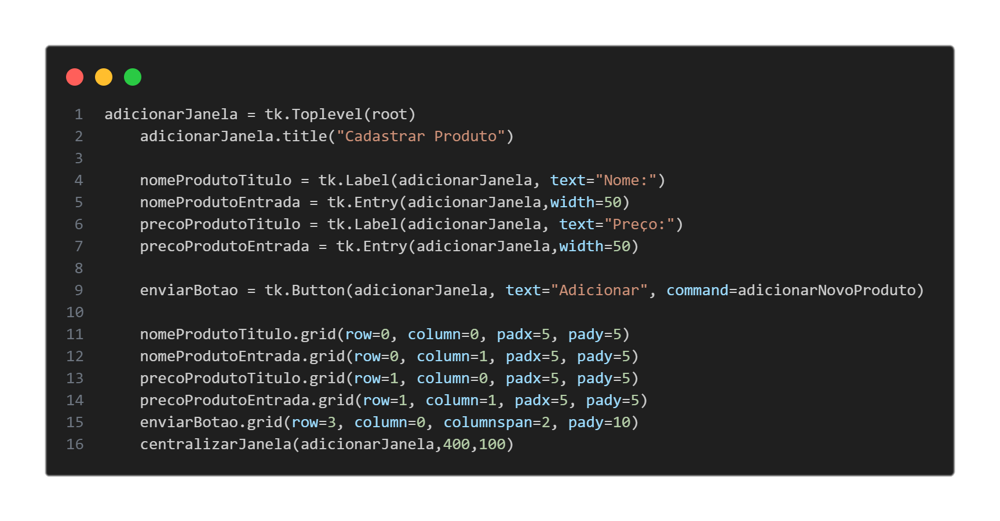 1 adicionarJanela = tk.Toplevel(root)
2     adicionarJanela.title("Cadastrar Produto")
3
4     nomeProdutoTitulo = tk.Label(adicionarJanela, text="Nome:")
5     nomeProdutoEntrada = tk.Entry(adicionarJanela,width=50)
6     precoProdutoTitulo = tk.Label(adicionarJanela, text="Preço:")
7     precoProdutoEntrada = tk.Entry(adicionarJanela,width=50)
8
9     enviarBotao = tk.Button(adicionarJanela, text="Adicionar", command=adicionarNovoProduto)
10
11     nomeProdutoTitulo.grid(row=0, column=0, padx=5, pady=5)
12     nomeProdutoEntrada.grid(row=0, column=1, padx=5, pady=5)
13     precoProdutoTitulo.grid(row=1, column=0, padx=5, pady=5)
14     precoProdutoEntrada.grid(row=1, column=1, padx=5, pady=5)
15     enviarBotao.grid(row=3, column=0, columnspan=2, pady=10)
16     centralizarJanela(adicionarJanela,400,100)